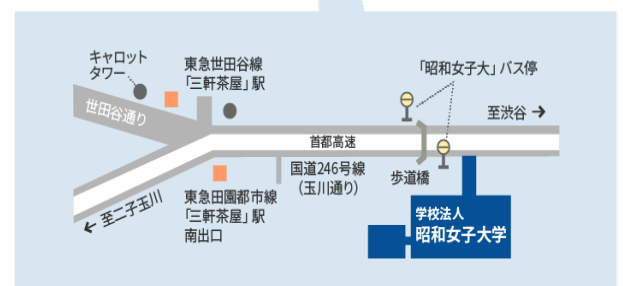 キャロット
タワー
東急世田谷線
「三軒茶屋」駅
世田谷通り
「昭和女子大」バス停
至渋谷→
首都高速
国道246号線
（玉川通り）
歩道橋
←至二子玉川
東急田園都市線
「三軒茶屋」駅
南出口
学校法人
昭和女子大学